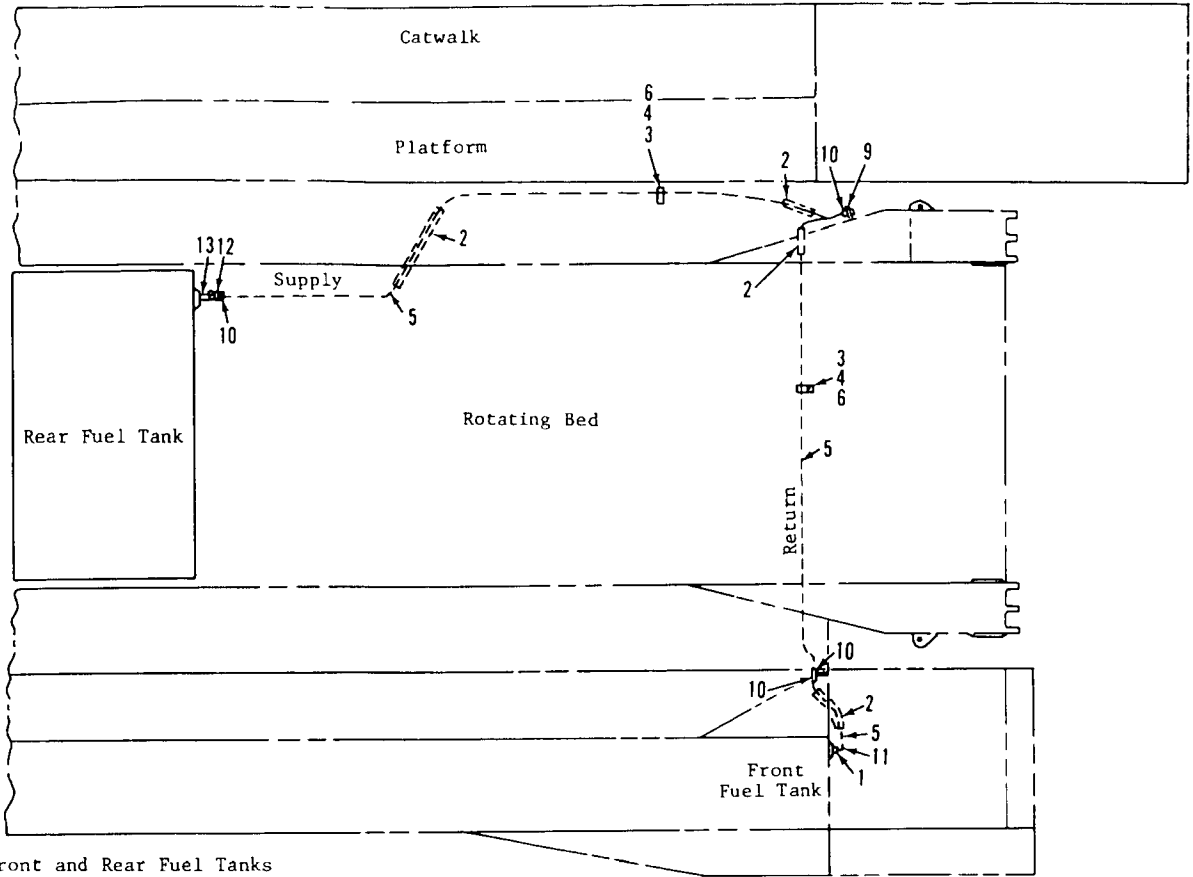 Catwalk
6
4
3
Platform
2
10
9
2
13
12
Supply
2
5
10
3
4
6
Rear Fuel Tank
Rotating Bed
5
Return
10
10
2
5
11
1
Front
Fuel Tank
ront and Rear Fuel Tanks